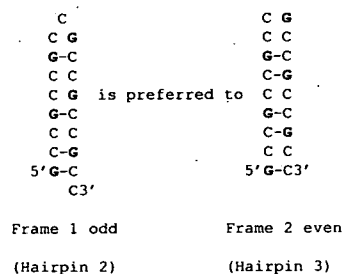 C
C G C G
C C C C
G-C G-C
C C C-G
C G is preferred to C C
G-C G-C
C C C-G
C-G C C
5'G-C 5'G-C3'
C3'
Frame 1 odd Frame 2 even
(Hairpin 2) (Hairpin 3)